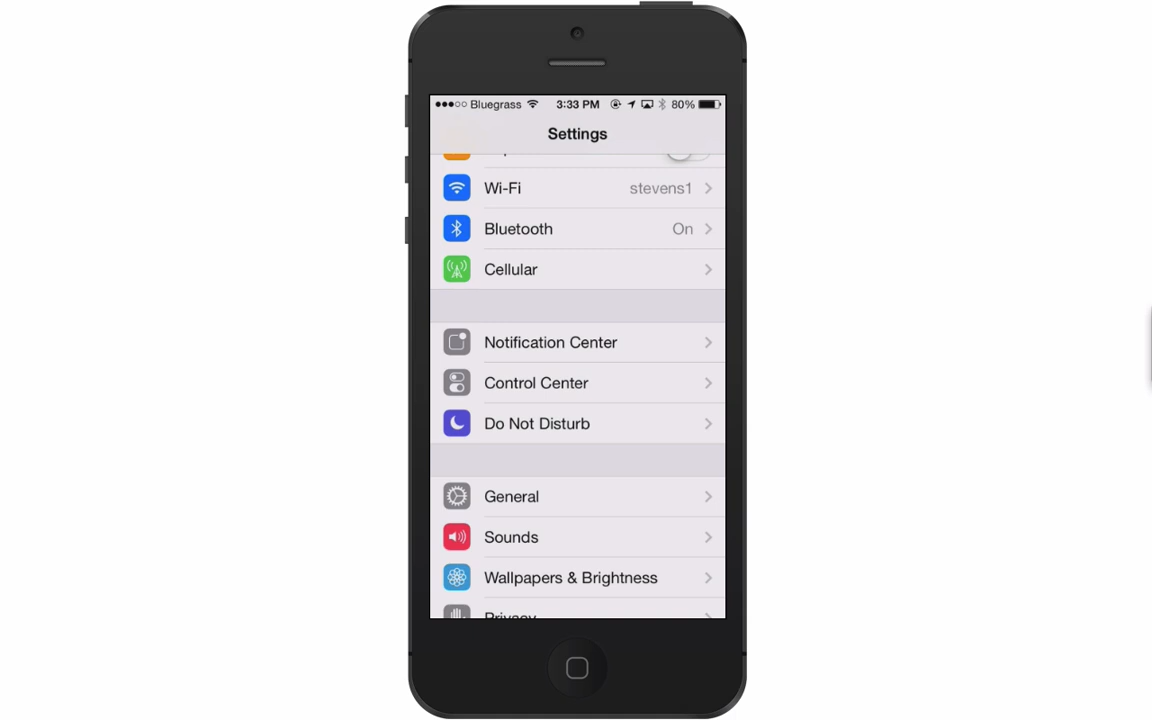 Bluegrass 3:33 PM 80%
Settings
Wi-Fi stevens1
Bluetooth On
Cellular
Notification Center
Control Center
Do Not Disturb
General
Sounds
Wallpapers & Brightness
Privacy